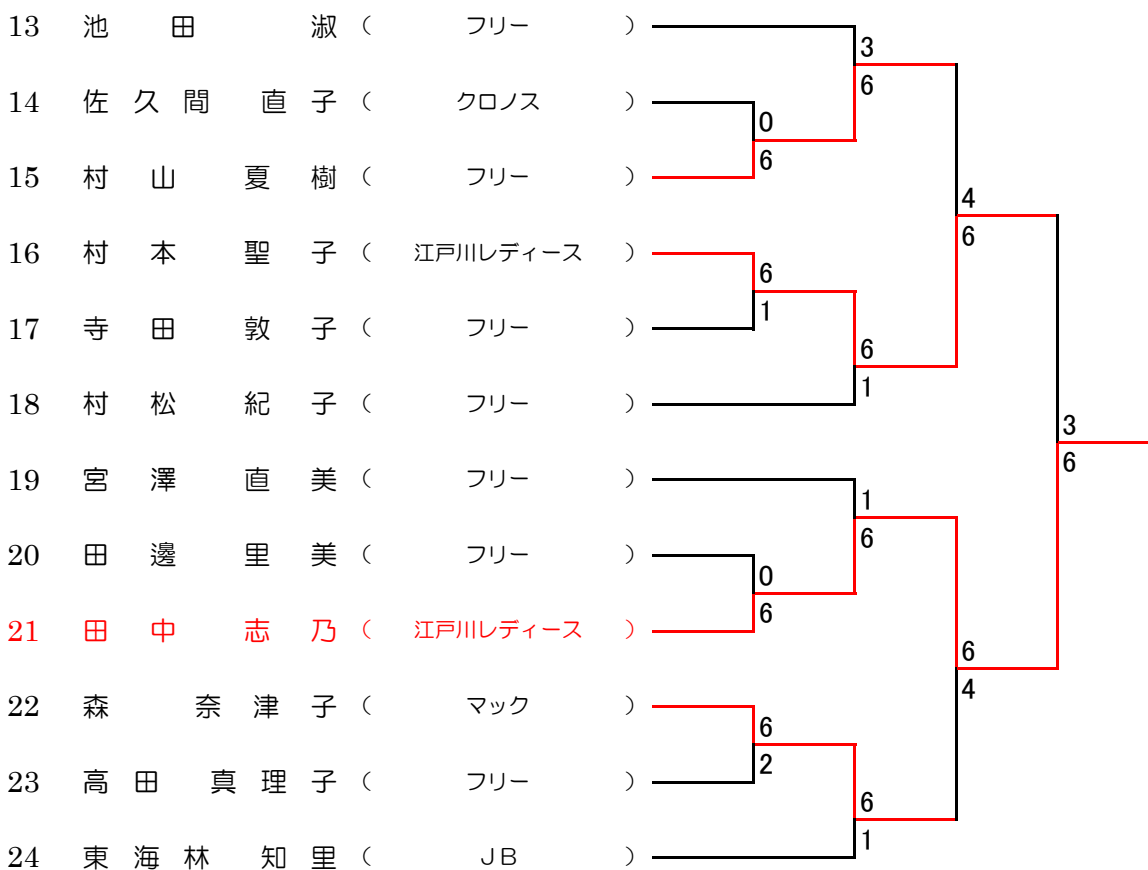 13 池田 淑 （ フリー ） 3
6
14 佐久間 直子 （ クロノス ） 0
6
15 村山 夏樹 （ フリー ） 4
6
16 村本 聖子 （ 江戸川レディース ） 6
1
17 寺田 敦子 （ フリー ） 6
1
18 村松 紀子 （ フリー ） 3
6
19 宮澤 直美 （ フリー ） 1
6
20 田邊 里美 （ フリー ） 0
6
21 田中 志乃 （ 江戸川レディース ） 6
4
22 森 奈津子 （ マック ） 6
2
23 高田 真理子 （ フリー ） 6
1
24 東海林 知里 （ JB ）